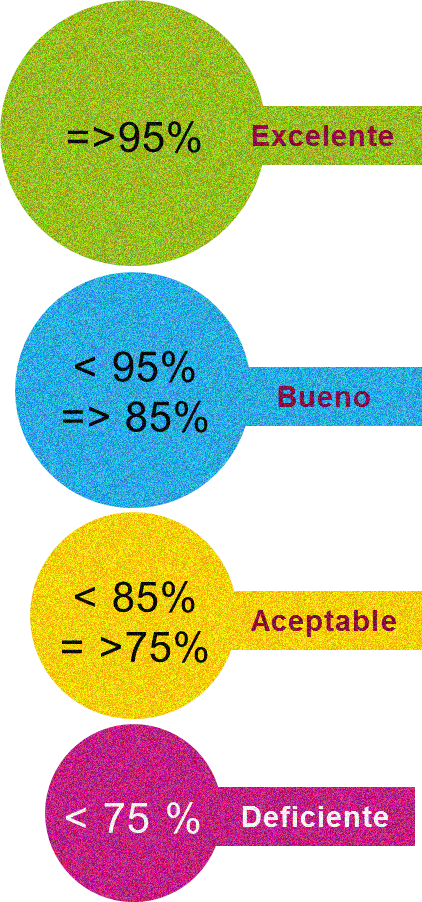 =>95%
Excelente
< 95%
=> 85%
Bueno
< 85%
= >75%
Aceptable
< 75 %
Deficiente